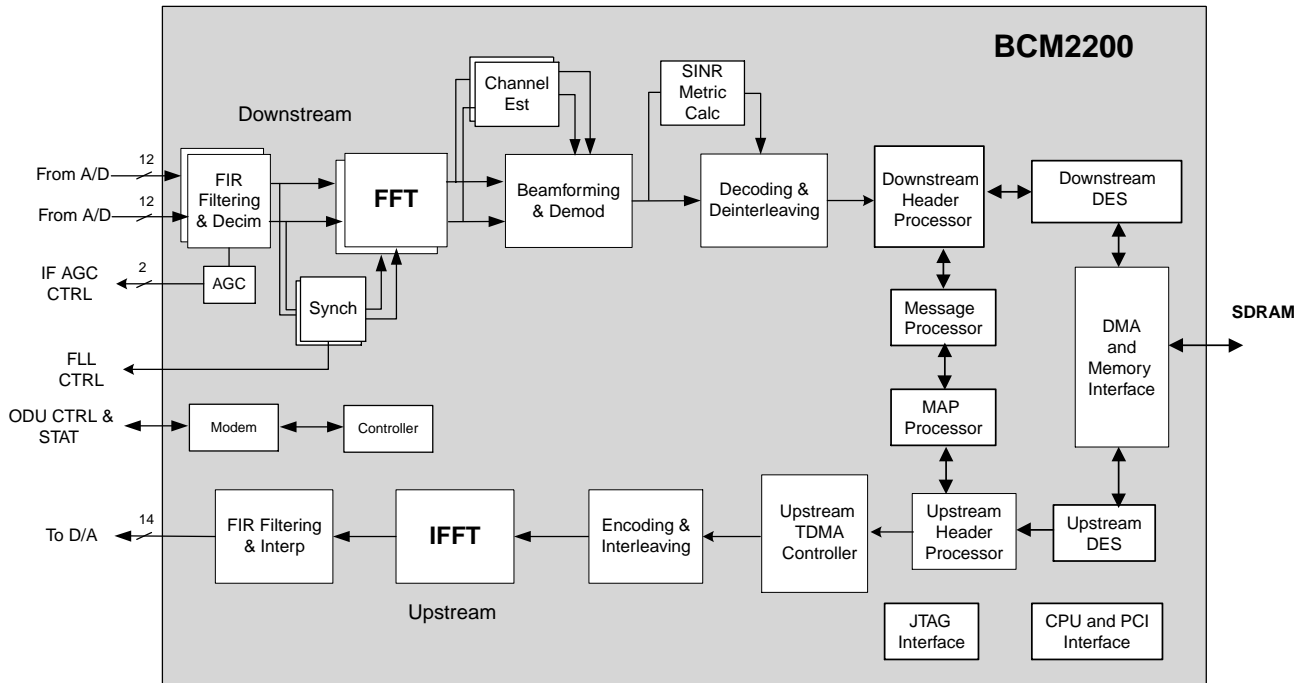 BCM2200
Downstream
From A/D
12
From A/D
12
FIR
Filtering
& Decim
FFT
Channel
Est
Beamforming
& Demod
SINR
Metric
Calc
Decoding &
Deinterleaving
Downstream
Header
Processor
Downstream
DES
IF AGC
CTRL
2
AGC
Synch
FLL
CTRL
Message
Processor
DMA
and
Memory
Interface
SDRAM
ODU CTRL &
STAT
Modem
Controller
MAP
Processor
To D/A
14
FIR Filtering
& Interp
IFFT
Encoding &
Interleaving
Upstream
TDMA
Controller
Upstream
Header
Processor
Upstream
DES
Upstream
JTAG
Interface
CPU and PCI
Interface